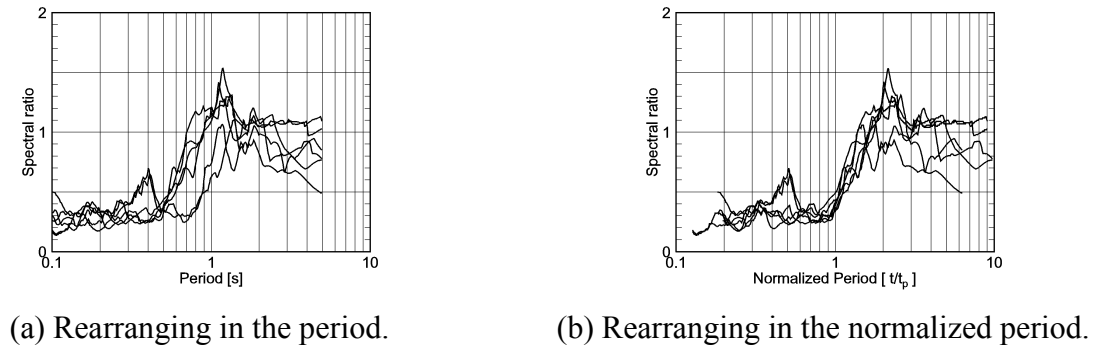 2
1
0
Spectral ratio
0.1
1
10
Period [s]
(a) Rearranging in the period.
2
1
0
Spectral ratio
0.1
1
10
Normalized Period [ t/tp ]
(b) Rearranging in the normalized period.